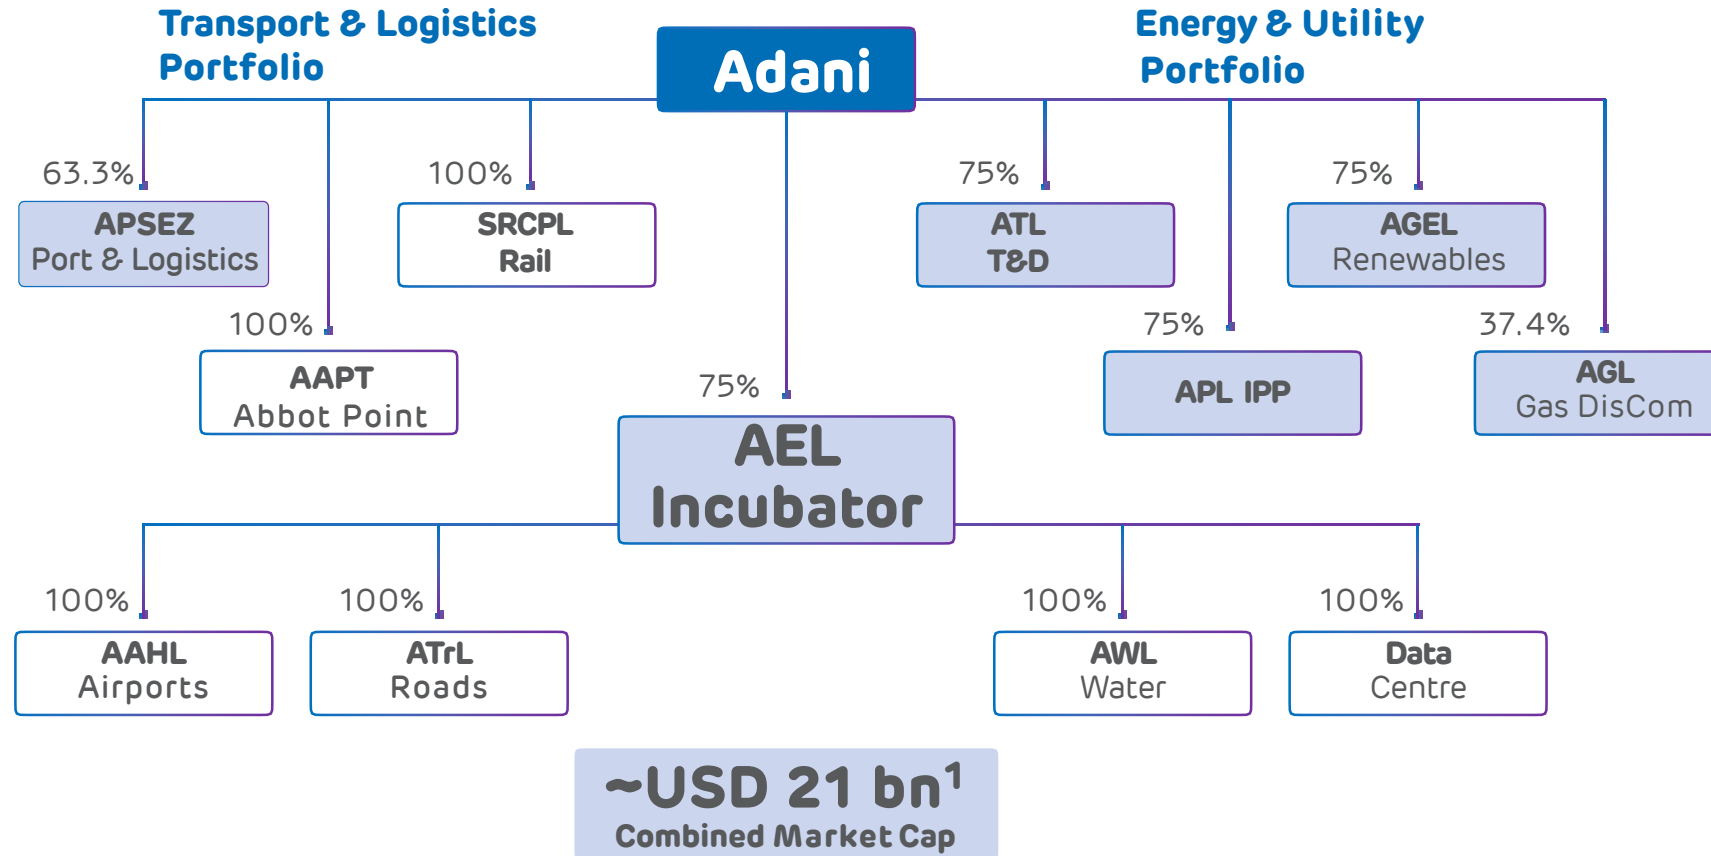 Transport & Logistics
Portfolio
Adani
Energy & Utility
Portfolio
63.3%
APSEZ
Port & Logistics
100%
SRCPL
Rail
75%
ATL
T&D
75%
AGEL
Renewables
100%
AAPT
Abbot Point
75%
AEL
Incubator
75%
APL IPP
37.4%
AGL
Gas DisCom
100%
AAHL
Airports
100%
ATrL
Roads
100%
AWL
Water
100%
Data
Centre
~USD 21 bn¹
Combined Market Cap